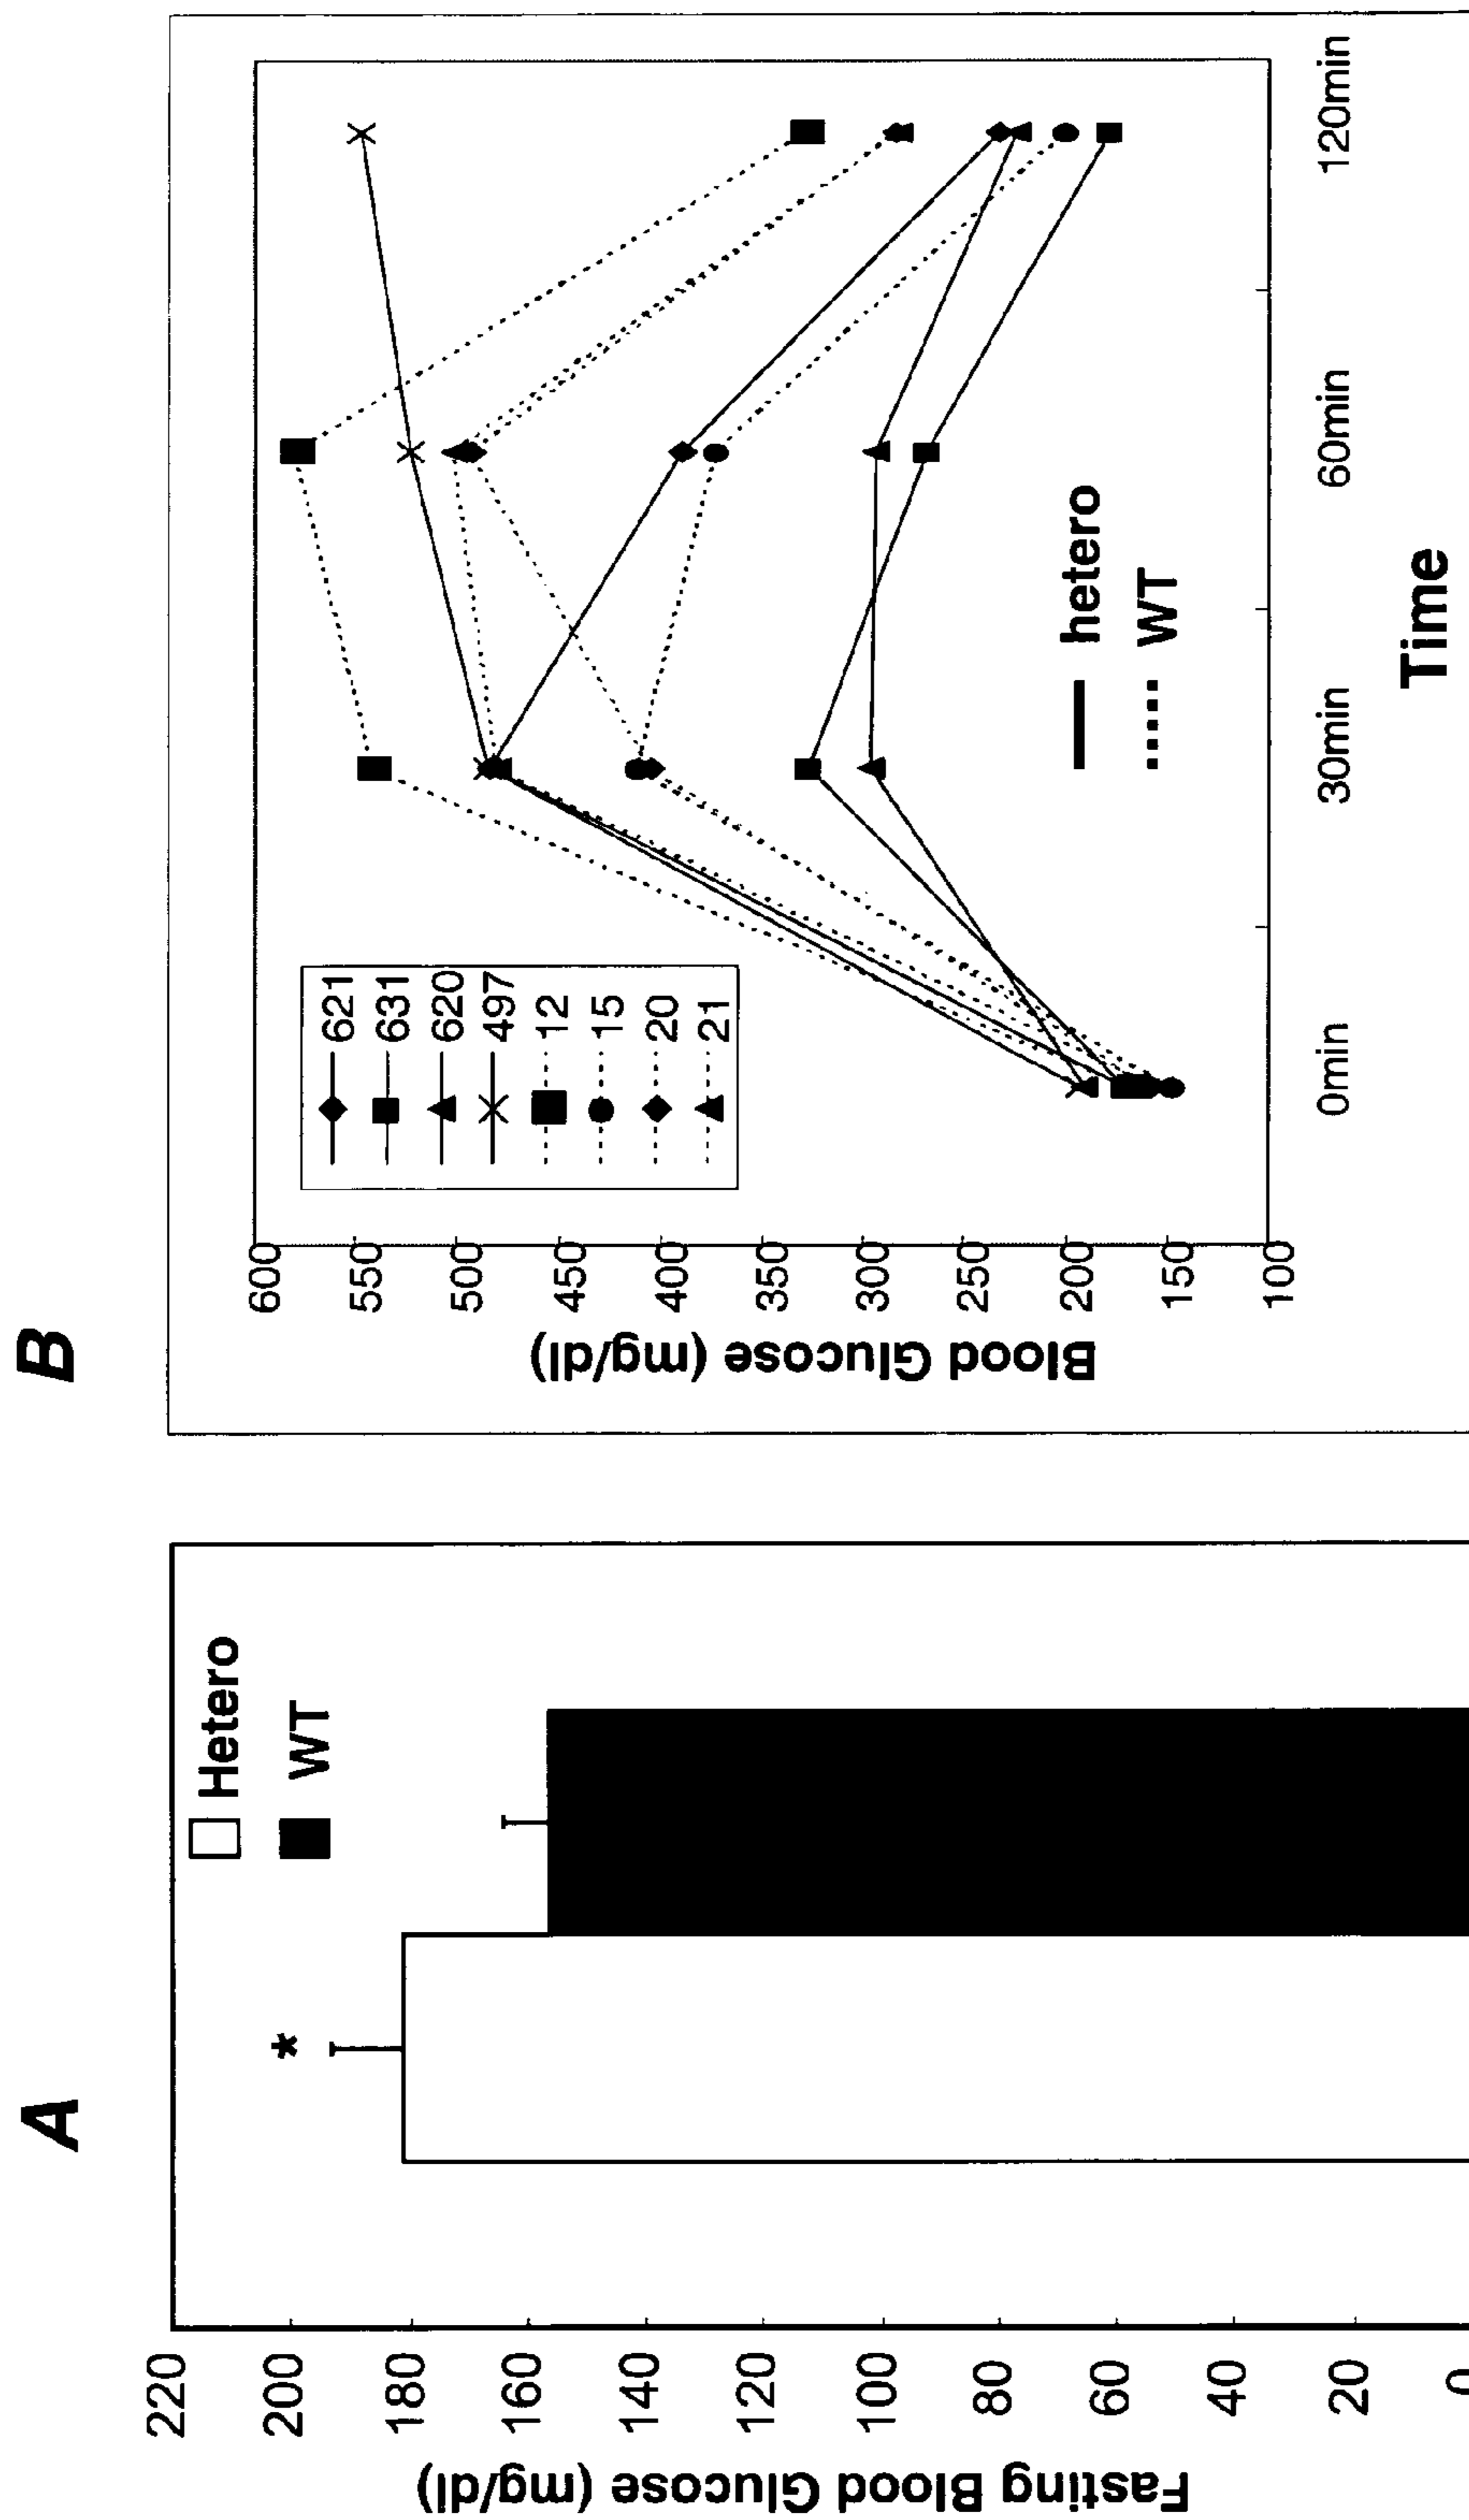 A
Fasting Blood Glucose (mg/dl)
220
200
180
160
140
120
100
80
60
40
20
0
*
Hetero
WT
B
Blood Glucose (mg/dl)
600
550
500
450
400
350
300
250
200
150
100
621
631
620
497
12
15
20
21
hetero
WT
0min
30min
60min
120min
Time